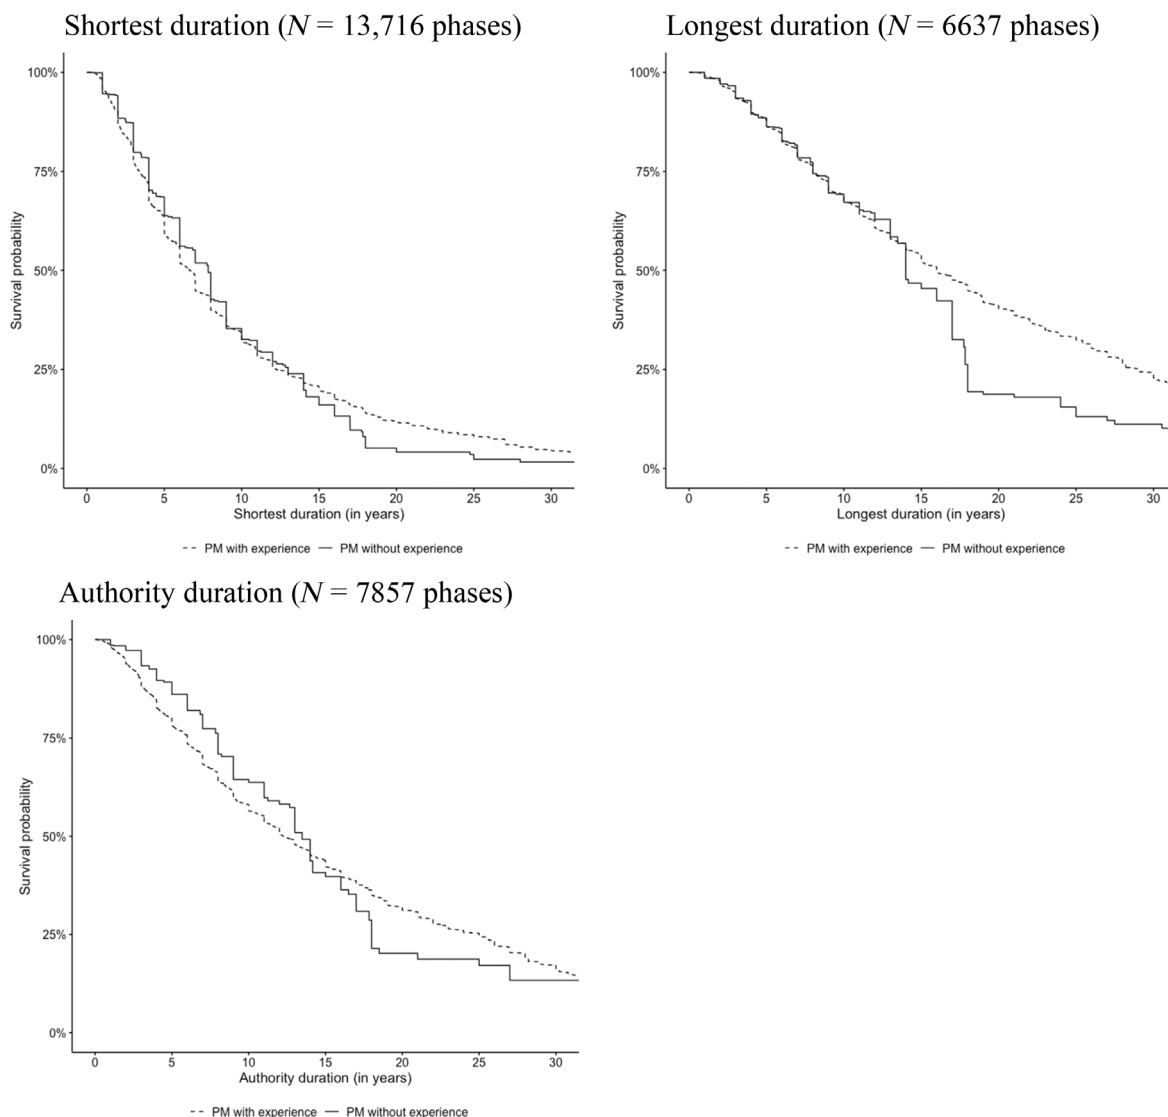 Shortest duration (N = 13,716 phases)
100%
75%
50%
25%
0%
Survival probability
0 5 10 15 20 25 30
Shortest duration (in years)
PM with experience PM without experience
Longest duration (N = 6637 phases)
100%
75%
50%
25%
0%
Survival probability
0 5 10 15 20 25 30
Longest duration (in years)
PM with experience PM without experience
Authority duration (N = 7857 phases)
100%
75%
50%
25%
0%
Survival probability
0 5 10 15 20 25 30
Authority duration (in years)
PM with experience PM without experience